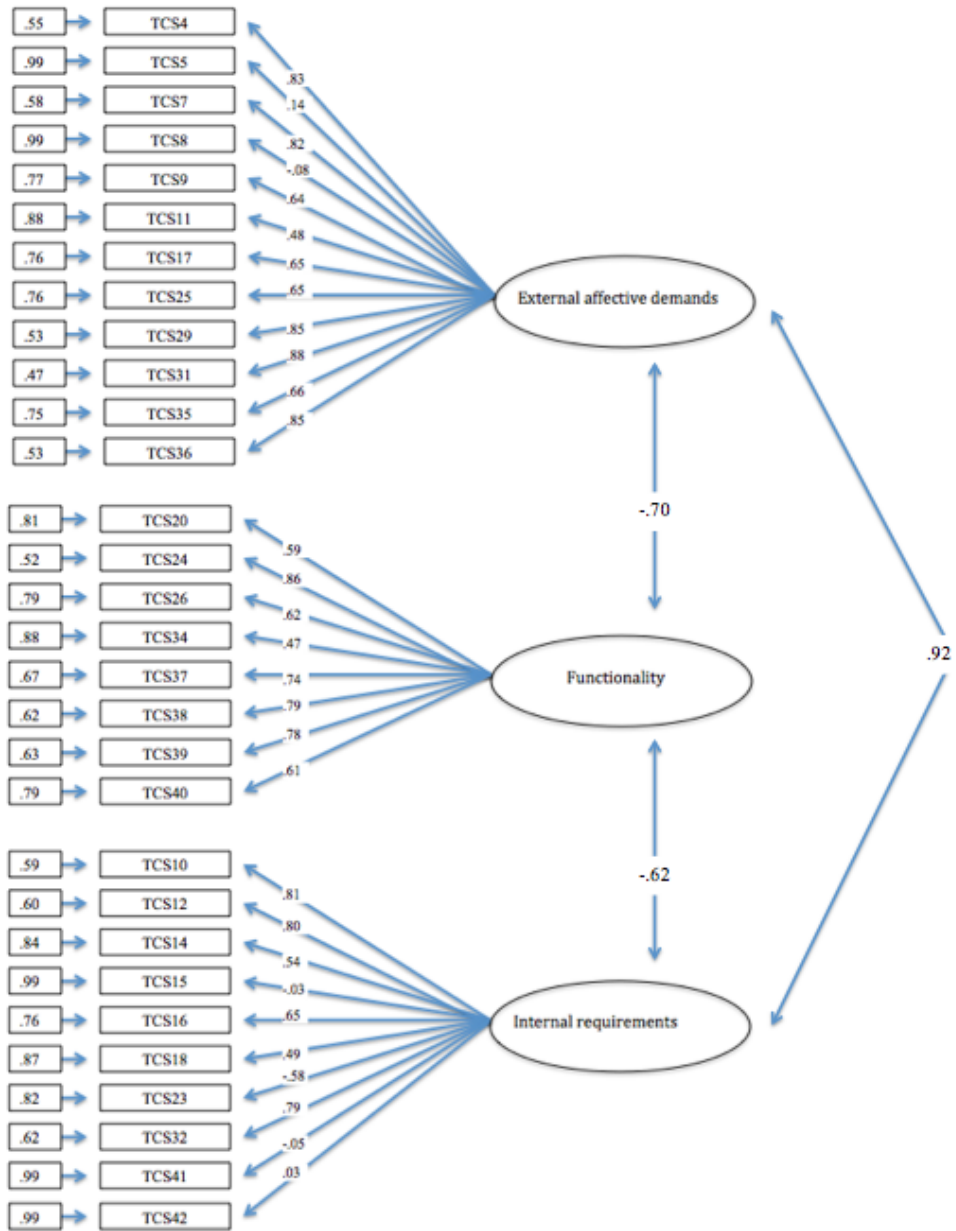 .55 TCS4
.99 TCS5
.58 TCS7
.99 TCS8
.77 TCS9
.88 TCS11
.76 TCS17
.76 TCS25
.53 TCS29
.47 TCS31
.75 TCS35
.53 TCS36
.83
.14
.82
-.08
.64
.48
.65
.65
.85
.88
.66
.85
External affective demands
-.70
.81 TCS20
.52 TCS24
.79 TCS26
.88 TCS34
.67 TCS37
.62 TCS38
.63 TCS39
.79 TCS40
.59
.86
.62
.47
.74
.79
.78
.61
Functionality
.92
-.62
.59 TCS10
.60 TCS12
.84 TCS14
.99 TCS15
.76 TCS16
.87 TCS18
.82 TCS23
.62 TCS32
.99 TCS41
.99 TCS42
.81
.80
.54
-.03
.65
.49
-.58
.79
-.05
.03
Internal requirements